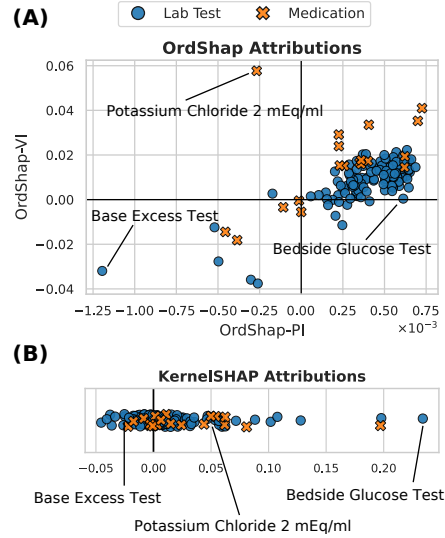 (A)
Lab Test Medication
OrdShap Attributions
0.06
0.04
0.02
0.00
−0.02
−0.04
OrdShap-VI
Potassium Chloride 2 mEq/ml
Base Excess Test
Bedside Glucose Test
−1.25 −1.00 −0.75 −0.50 −0.25 0.00 0.25 0.50 0.75
OrdShap-PI
×10⁻³
(B)
KernelSHAP Attributions
−0.05 0.00 0.05 0.10 0.15 0.20
Base Excess Test
Bedside Glucose Test
Potassium Chloride 2 mEq/ml